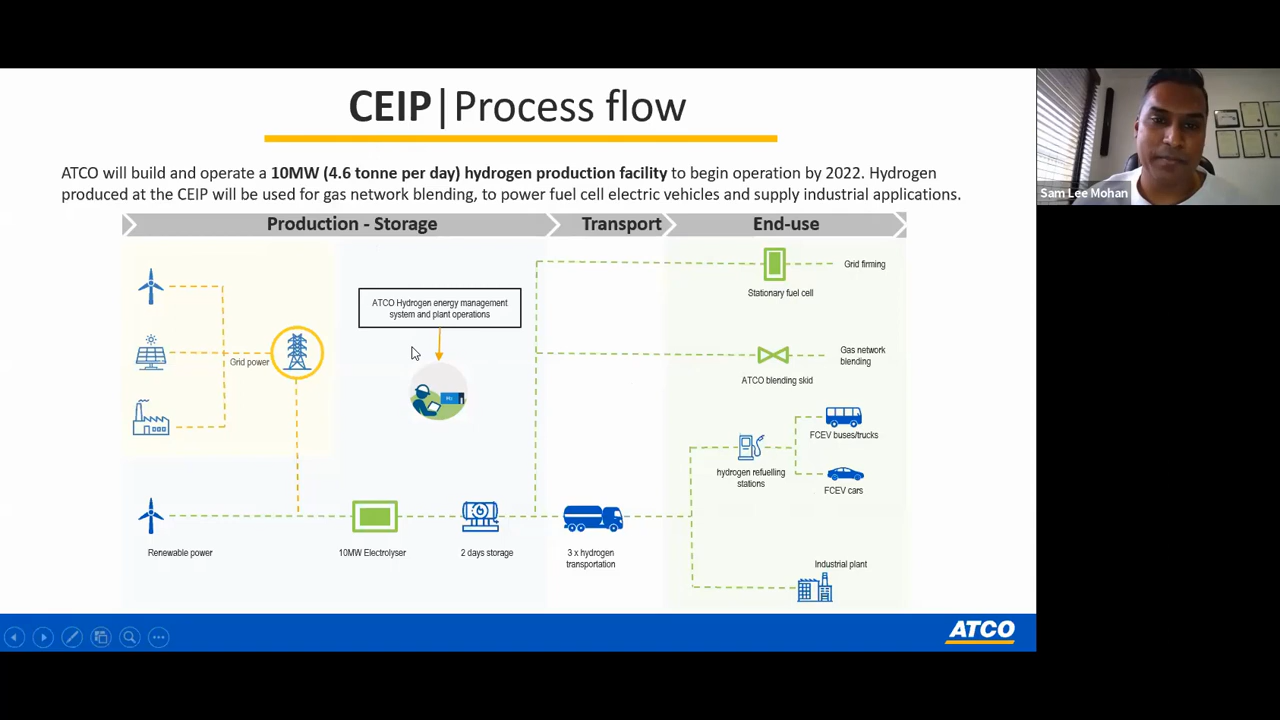 CEIP|Process flow
ATCO will build and operate a 10MW (4.6 tonne per day) hydrogen production facility to begin operation by 2022. Hydrogen
produced at the CEIP will be used for gas network blending, to power fuel cell electric vehicles and supply industrial applications.
Sam Lee Mohan
Production - Storage
Transport
End-use
ATCO Hydrogen energy management
system and plant operations
Grid power
Renewable power
10MW Electrolyser
2 days storage
3 x hydrogen
transportation
Stationary fuel cell
Grid firming
ATCO blending skid
Gas network
blending
hydrogen refuelling
stations
FCEV buses/trucks
FCEV cars
Industrial plant
ATCO